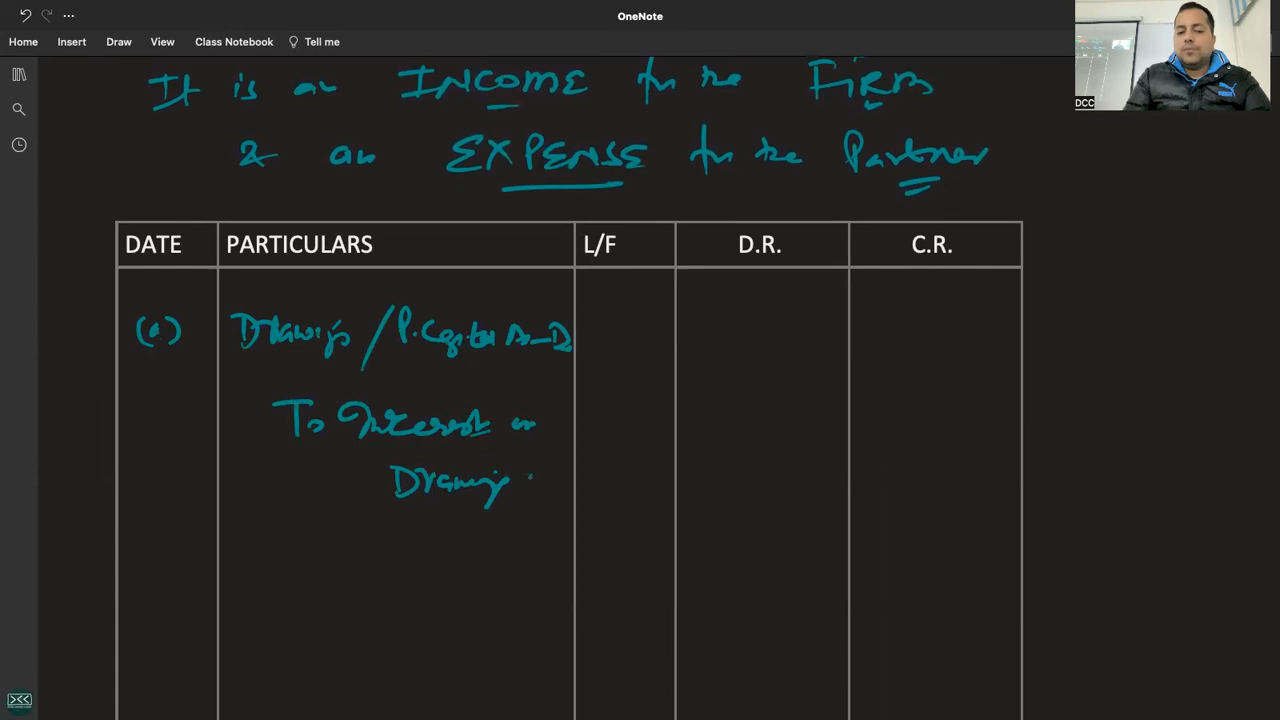 OneNote
Home Insert Draw View Class Notebook Tell me
DCC
It is an INCOME for the FIRM
& an EXPENSE for the Partner
DATE PARTICULARS L/F D.R. C.R.
(a) Drawings / P. Capital A/c
To Interest on
Drawings